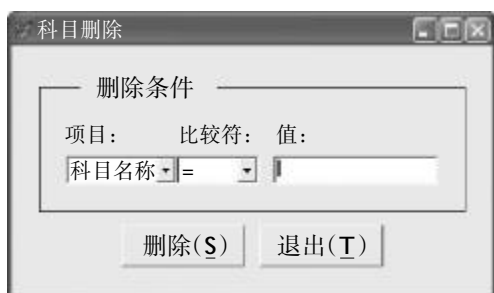 科目删除
删除条件
项目： 比较符： 值：
科目名称 =
删除(S) 退出(T)